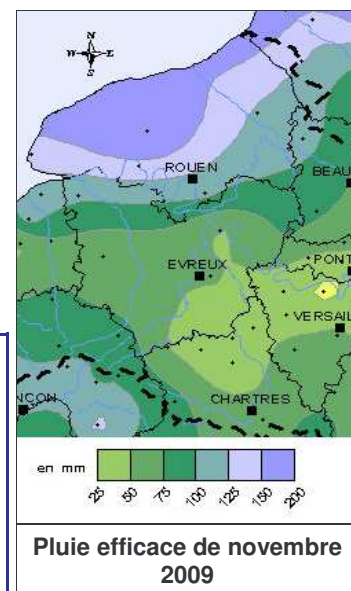 N
W E
S
ROUEN
BEAU
EVREUX
PONT
VERSAIL
NCON
CHARTRES
en mm
25 50 75 100 125 150 200
Pluie efficace de novembre
2009